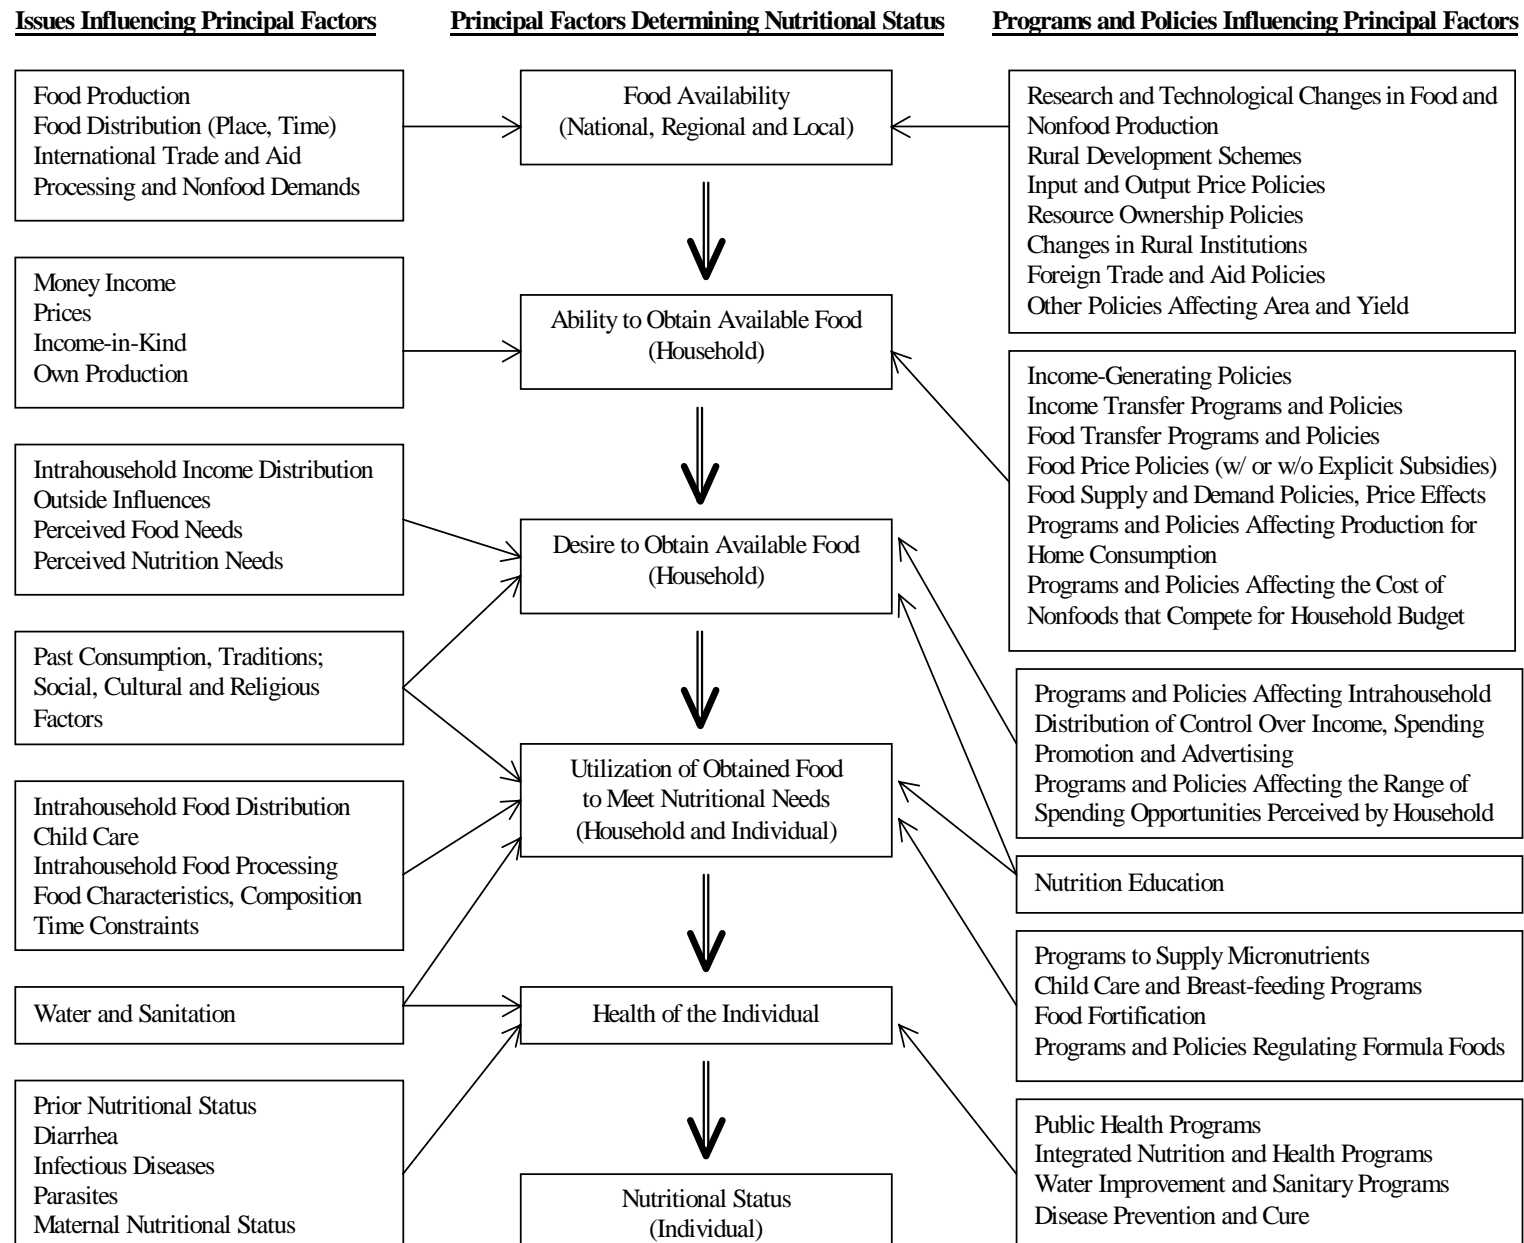 Issues Influencing Principal Factors
Food Production
Food Distribution (Place, Time)
International Trade and Aid
Processing and Nonfood Demands
Money Income
Prices
Income-in-Kind
Own Production
Intrahousehold Income Distribution
Outside Influences
Perceived Food Needs
Perceived Nutrition Needs
Past Consumption, Traditions;
Social, Cultural and Religious
Factors
Intrahousehold Food Distribution
Child Care
Intrahousehold Food Processing
Food Characteristics, Composition
Time Constraints
Water and Sanitation
Prior Nutritional Status
Diarrhea
Infectious Diseases
Parasites
Maternal Nutritional Status
Principal Factors Determining Nutritional Status
Food Availability
(National, Regional and Local)
Ability to Obtain Available Food
(Household)
Desire to Obtain Available Food
(Household)
Utilization of Obtained Food
to Meet Nutritional Needs
(Household and Individual)
Health of the Individual
Nutritional Status
(Individual)
Programs and Policies Influencing Principal Factors
Research and Technological Changes in Food and
Nonfood Production
Rural Development Schemes
Input and Output Price Policies
Resource Ownership Policies
Changes in Rural Institutions
Foreign Trade and Aid Policies
Other Policies Affecting Area and Yield
Income-Generating Policies
Income Transfer Programs and Policies
Food Transfer Programs and Policies
Food Price Policies (w/ or w/o Explicit Subsidies)
Food Supply and Demand Policies, Price Effects
Programs and Policies Affecting Production for
Home Consumption
Programs and Policies Affecting the Cost of
Nonfoods that Compete for Household Budget
Programs and Policies Affecting Intrahousehold
Distribution of Control Over Income, Spending
Promotion and Advertising
Programs and Policies Affecting the Range of
Spending Opportunities Perceived by Household
Nutrition Education
Programs to Supply Micronutrients
Child Care and Breast-feeding Programs
Food Fortification
Programs and Policies Regulating Formula Foods
Public Health Programs
Integrated Nutrition and Health Programs
Water Improvement and Sanitary Programs
Disease Prevention and Cure